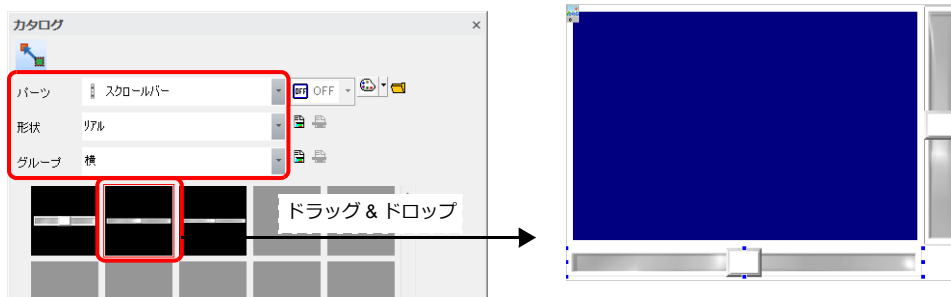 カタログ
×
パーツ スクロールバー OFF OFF
形状 リアル
グループ 横
ドラッグ & ドロップ